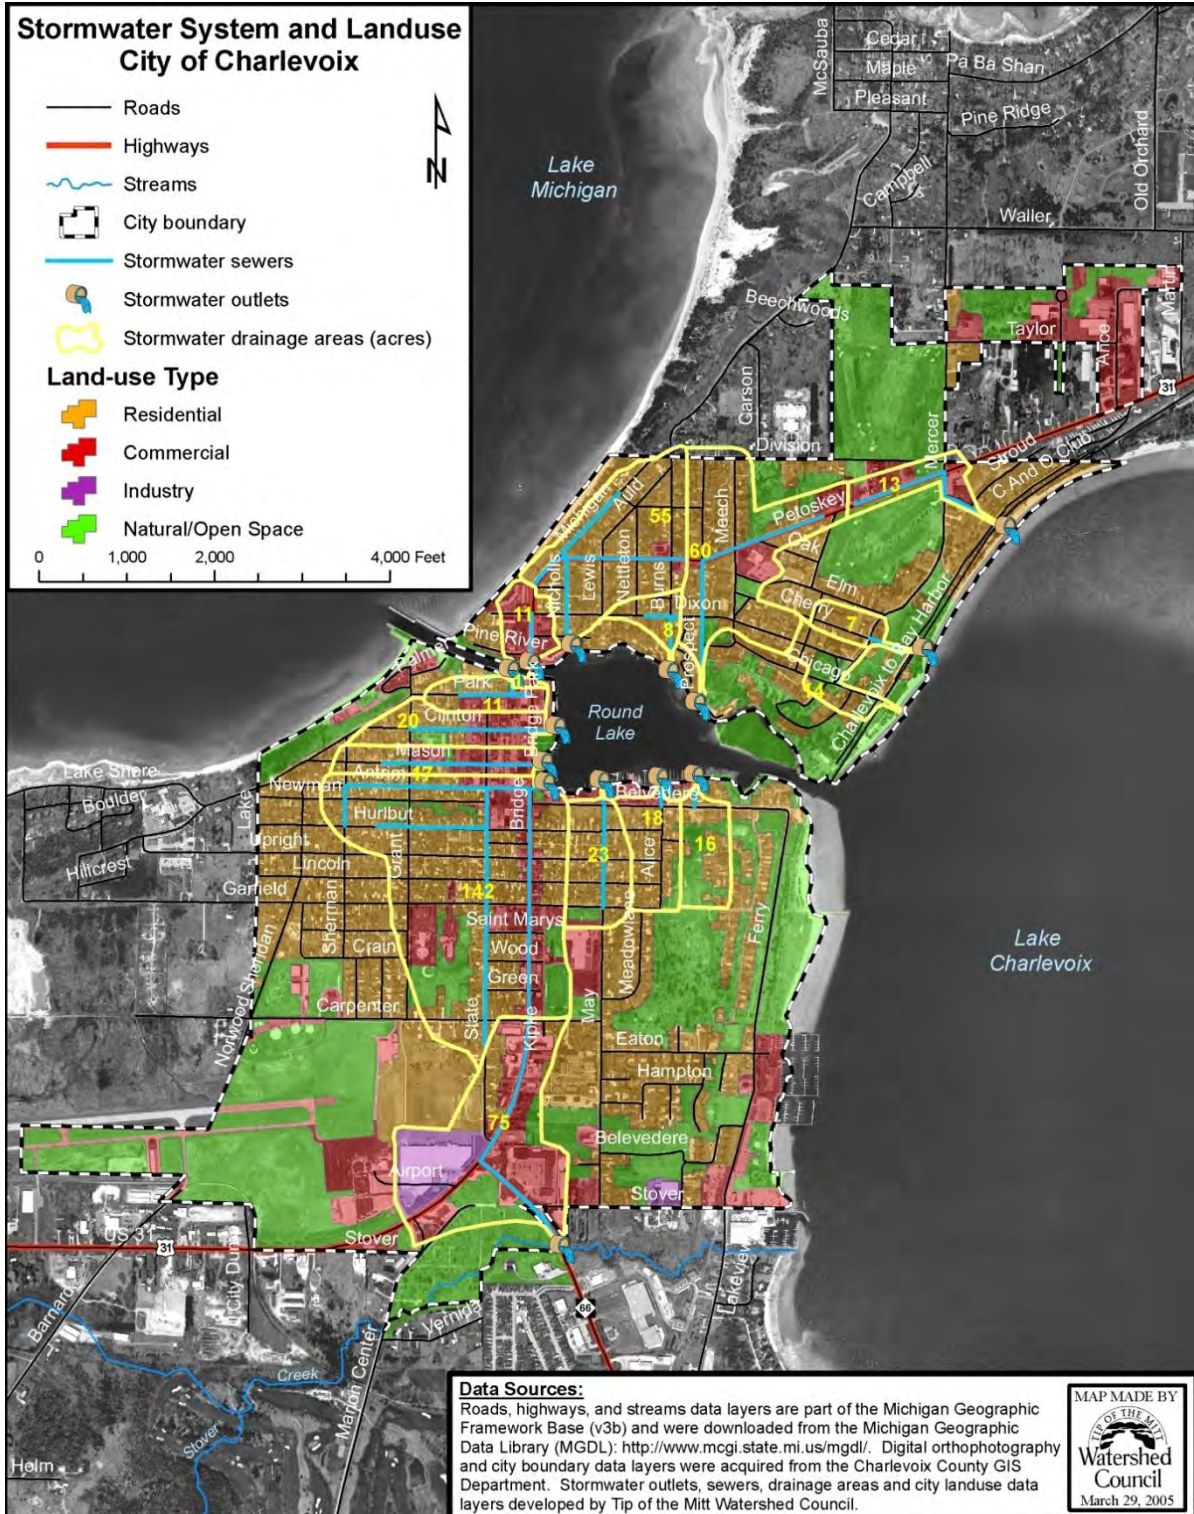 Stormwater System and Landuse
City of Charlevoix
Roads
Highways
Streams
City boundary
Stormwater sewers
Stormwater outlets
Stormwater drainage areas (acres)
Land-use Type
Residential
Commercial
Industry
Natural/Open Space
0 1,000 2,000 4,000 Feet
N
Lake
Michigan
McSauba
Cedar
Maple
Pleasant
Pa Ba Shan
Pine Ridge
Old Orchard
Campbell
Waller
Beechwoods
Taylor
Ance
Martin
31
Carson
Division
Mercer
Stroud
C And O Club
Michigan
Auld
55
Meech
Petoskey
13
60
Oak
Nicholls
Lewis
Nettleton
Burns
Dixon
Elm
Cherry
7
11
Pine River
8
Prospect
Chicago
14
Charlevoix to Bay Harbor
Palmer
Park
Park
1
11
Clinton
20
Bridge
Round
Lake
Mason
Antrim
17
Lake Shore
Boulder
Newman
Lake
Hurlbut
Bridge
Belvedere
18
Upright
Hillcrest
Lincoln
Grant
23
Alice
16
Garfield
142
Sherman
Saint Marys
Crain
Wood
Green
Meadowlane
Ferry
Lake
Charlevoix
Norwood Sheridan
Carpenter
State
Kipke
May
Eaton
Hampton
75
Belevedere
Airport
Stover
Stover
31
City Dump
Barnard
66
Lakeview
Vernida
Marion Center
Creek
Stover
Holm
Data Sources:
Roads, highways, and streams data layers are part of the Michigan Geographic
Framework Base (v3b) and were downloaded from the Michigan Geographic
Data Library (MGDL): http://www.mcgi.state.mi.us/mgdl/. Digital orthophotography
and city boundary data layers were acquired from the Charlevoix County GIS
Department. Stormwater outlets, sewers, drainage areas and city landuse data
layers developed by Tip of the Mitt Watershed Council.
MAP MADE BY
TIP OF THE MITT
Watershed
Council
March 29, 2005